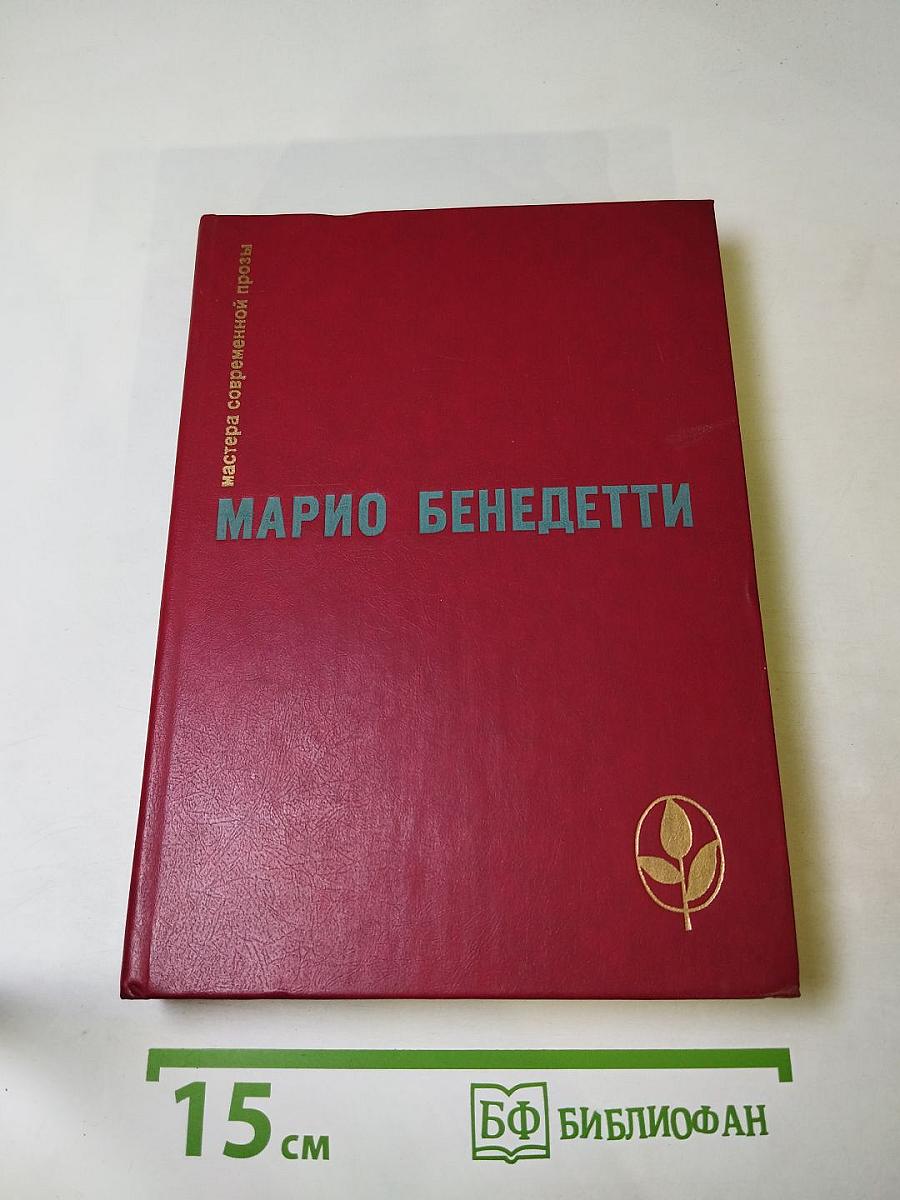 мастера современной прозы
МАРИО БЕНЕДЕТТИ
15 см
БФ БИБЛИОФАН